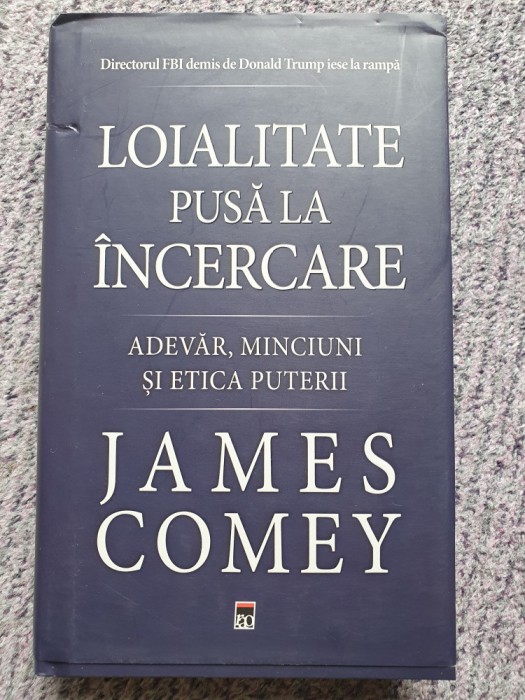 Directorul FBI demis de Donald Trump iese la rampă
LOIALITATE
PUSĂ LA
ÎNCERCARE
ADEVĂR, MINCIUNI
ȘI ETICA PUTERII
JAMES
COMEY
rao